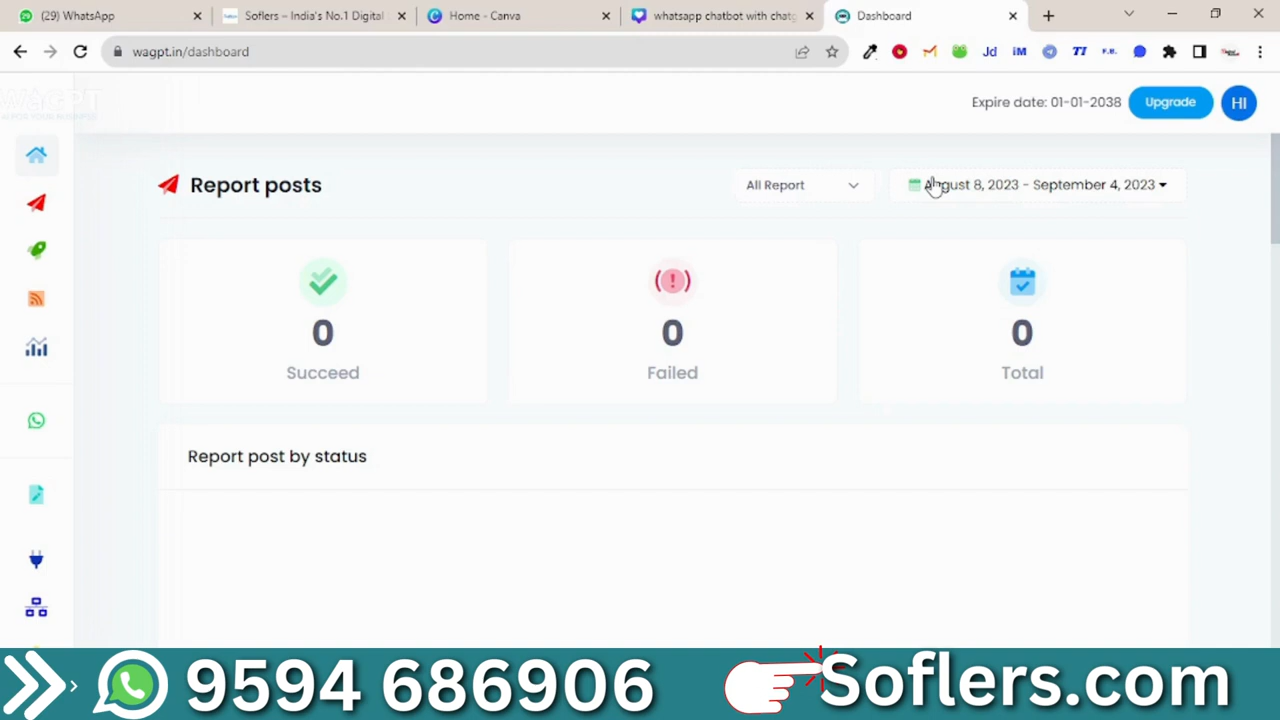 (29) WhatsApp
Soflers – India's No.1 Digital
Home - Canva
whatsapp chatbot with chatg
Dashboard
wagpt.in/dashboard
WaGPT
Expire date: 01-01-2038
Upgrade
HI
Report posts
All Report
August 8, 2023 - September 4, 2023
0
Succeed
0
Failed
0
Total
Report post by status
9594 686906
Soflers.com